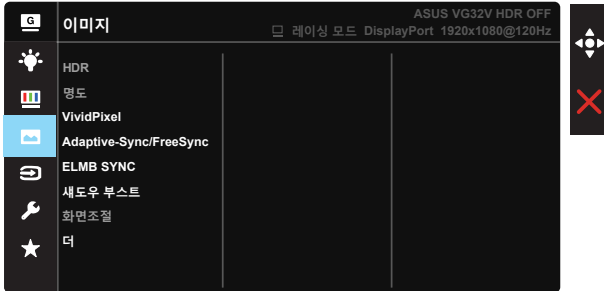 G
이미지
ASUS VG32V HDR OFF
레이싱 모드 DisplayPort 1920x1080@120Hz
HDR
명도
VividPixel
Adaptive-Sync/FreeSync
ELMB SYNC
섀도우 부스트
화면조절
더